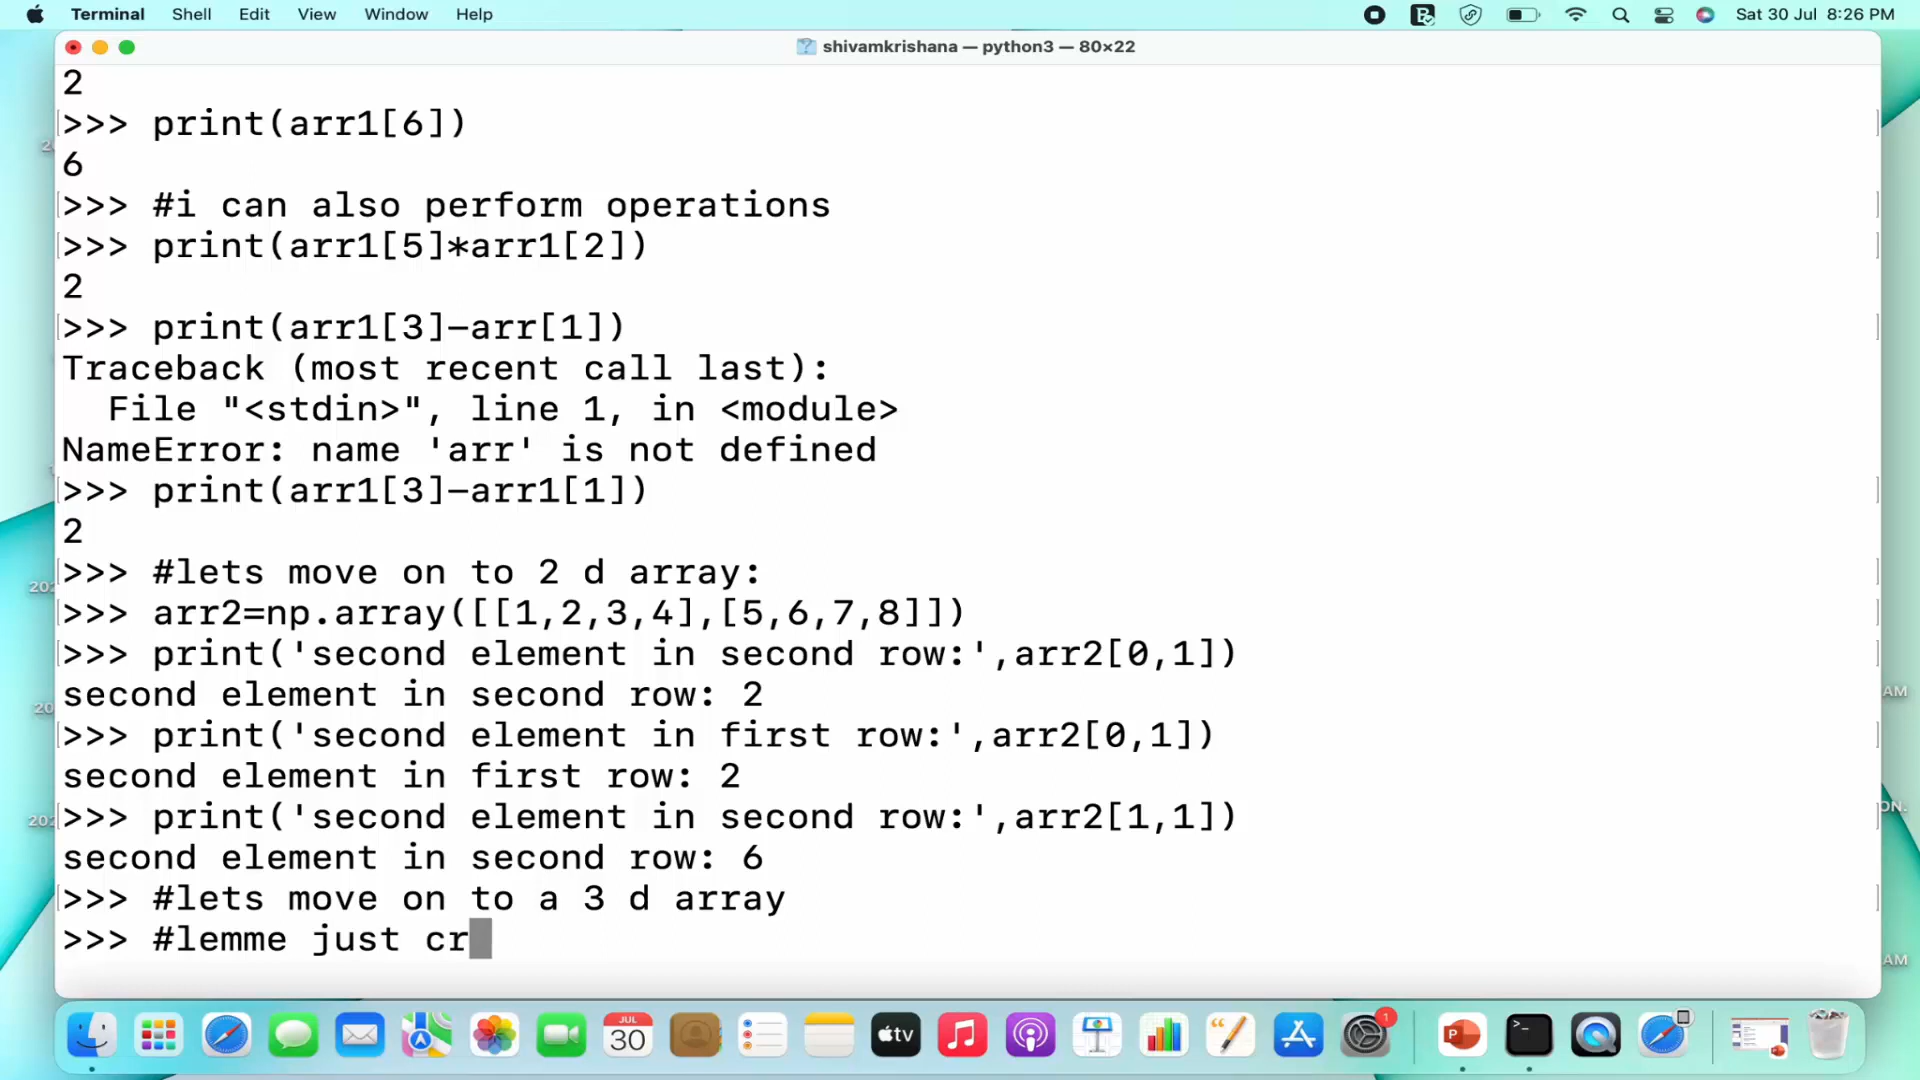 Terminal Shell Edit View Window Help Sat 30 Jul 8:26 PM
shivamkrishana — python3 — 80×22
2
>>> print(arr1[6])
6
>>> #i can also perform operations
>>> print(arr1[5]*arr1[2])
2
>>> print(arr1[3]-arr[1])
Traceback (most recent call last):
  File "<stdin>", line 1, in <module>
NameError: name 'arr' is not defined
>>> print(arr1[3]-arr1[1])
2
>>> #lets move on to 2 d array:
>>> arr2=np.array([[1,2,3,4],[5,6,7,8]])
>>> print('second element in second row:',arr2[0,1])
second element in second row: 2
>>> print('second element in first row:',arr2[0,1])
second element in first row: 2
>>> print('second element in second row:',arr2[1,1])
second element in second row: 6
>>> #lets move on to a 3 d array
>>> #lemme just cr
AM
AM
JUL
30
tv
1
P
>_
P